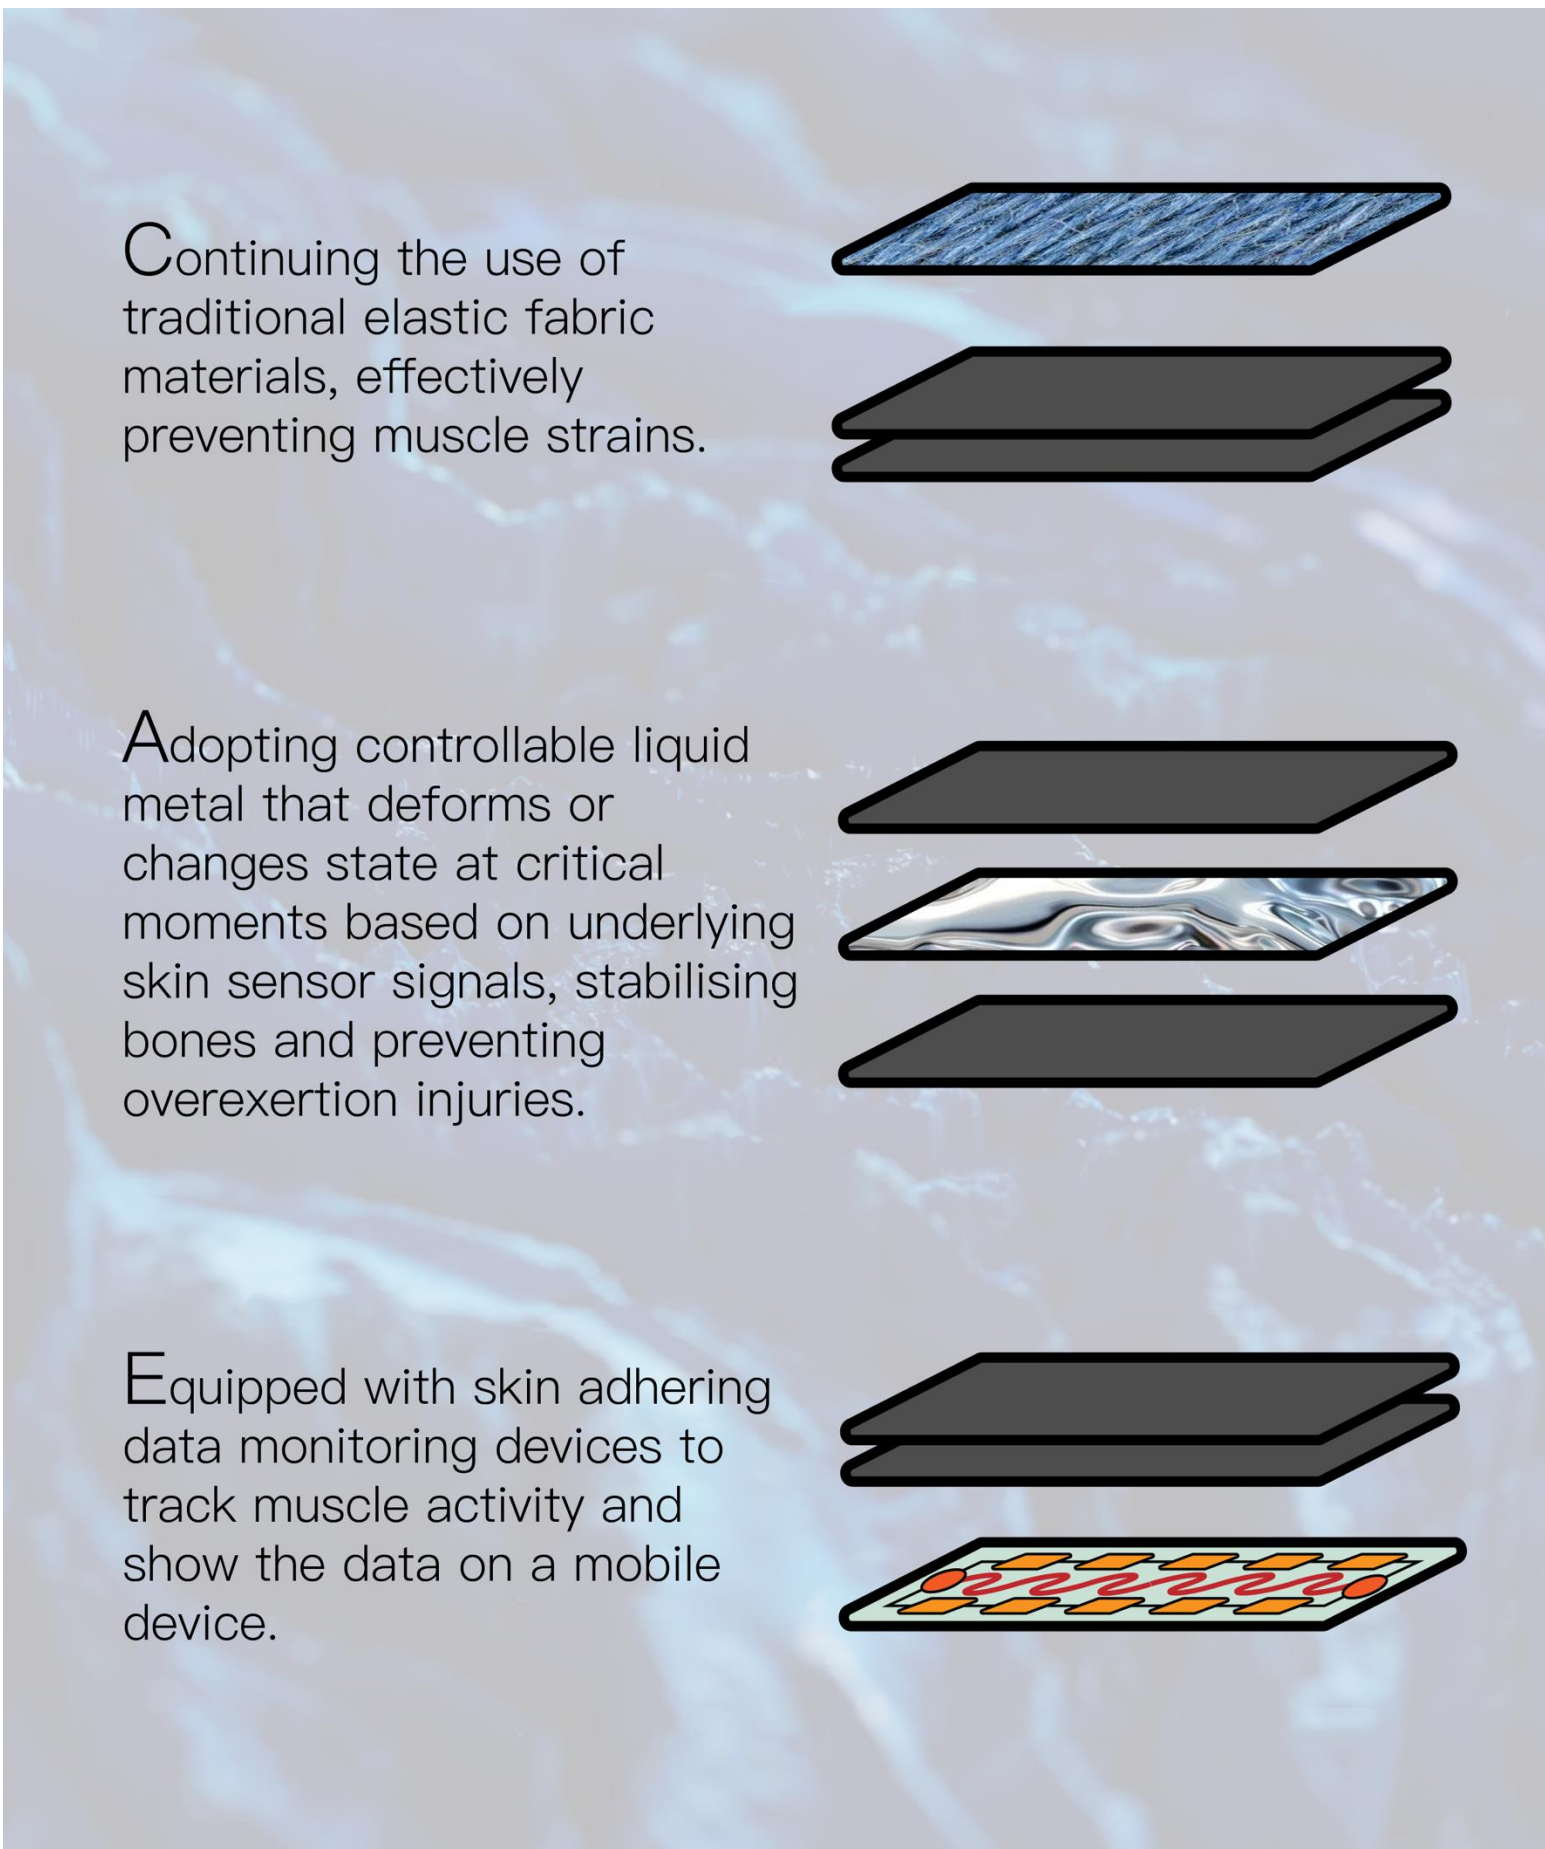 Continuing the use of
traditional elastic fabric
materials, effectively
preventing muscle strains.
Adopting controllable liquid
metal that deforms or
changes state at critical
moments based on underlying
skin sensor signals, stabilising
bones and preventing
overexertion injuries.
Equipped with skin adhering
data monitoring devices to
track muscle activity and
show the data on a mobile
device.